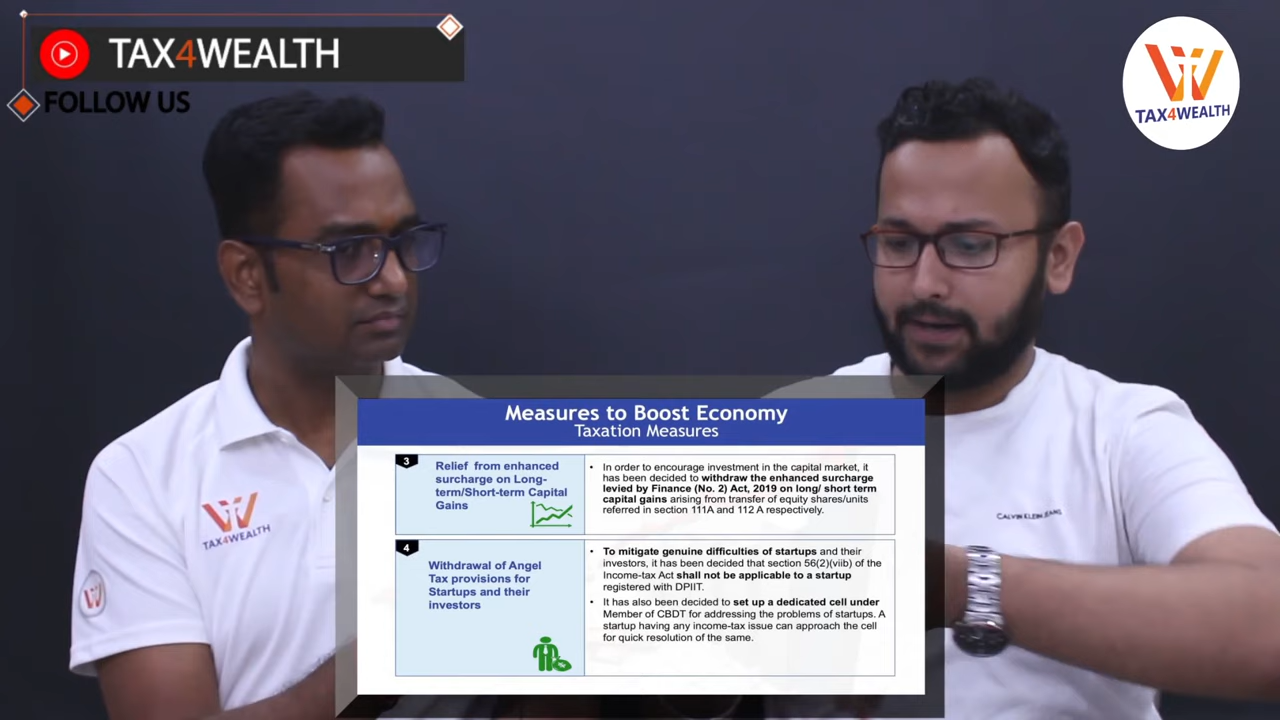 TAX4WEALTH
FOLLOW US
TAX4WEALTH
TAX4WEALTH
CALVIN KLEIN JEANS
Measures to Boost Economy
Taxation Measures
3
Relief from enhanced
surcharge on Long-
term/Short-term Capital
Gains
• In order to encourage investment in the capital market, it
has been decided to withdraw the enhanced surcharge
levied by Finance (No. 2) Act, 2019 on long/ short term
capital gains arising from transfer of equity shares/units
referred in section 111A and 112 A respectively.
4
Withdrawal of Angel
Tax provisions for
Startups and their
investors
• To mitigate genuine difficulties of startups and their
investors, it has been decided that section 56(2)(viib) of the
Income-tax Act shall not be applicable to a startup
registered with DPIIT.
• It has also been decided to set up a dedicated cell under
Member of CBDT for addressing the problems of startups. A
startup having any income-tax issue can approach the cell
for quick resolution of the same.